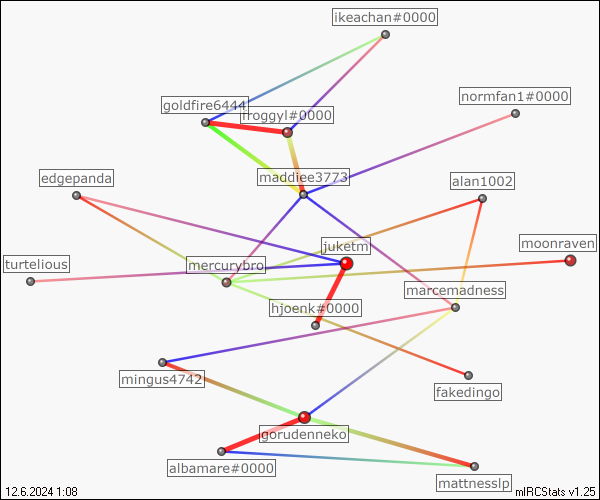 ikeachan#0000
normfan1#0000
goldfire6444
froggyl#0000
edgepanda
maddiee3773
alan1002
juketm
moonraven
turtelious
mercurybro
marcemadness
hjoenk#0000
mingus4742
fakedingo
gorudenneko
albamare#0000
mattnesslp
12.6.2024 1:08
mIRCStats v1.25